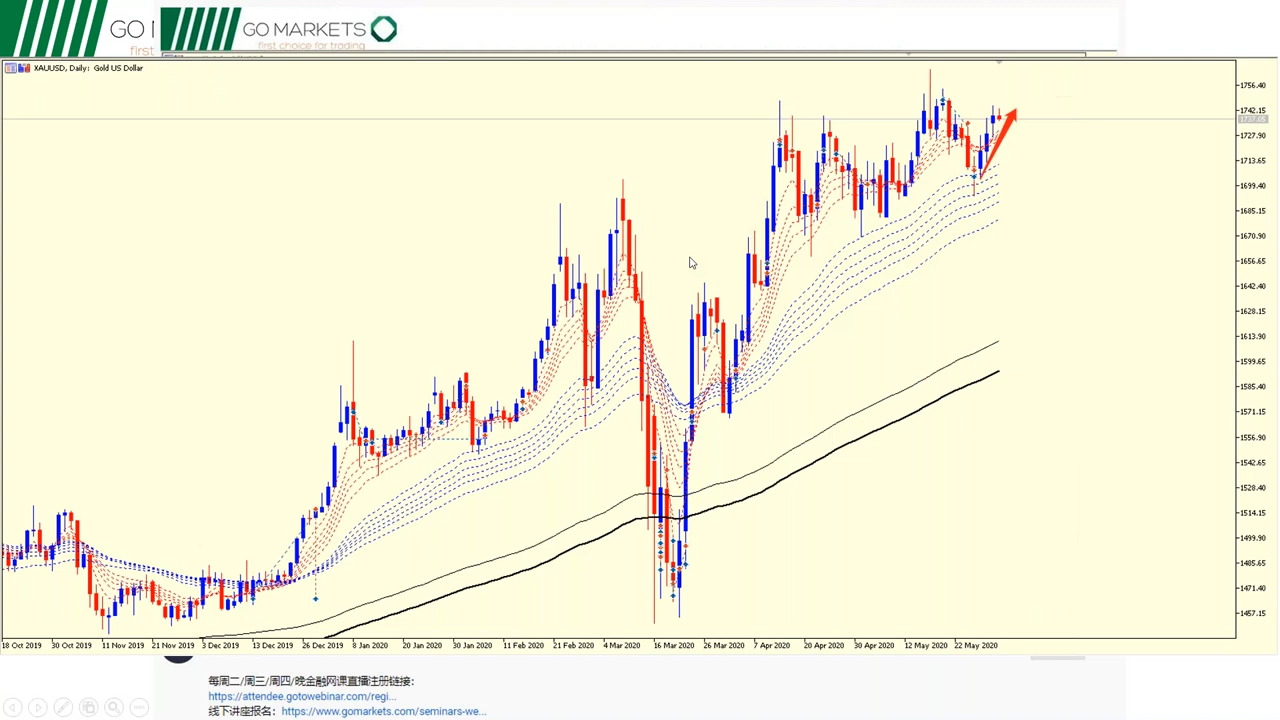 GO M
first
GO MARKETS
first choice for trading
XAUUSD, Daily: Gold US Dollar
1756.40
1742.15
1737.65
1727.90
1713.65
1699.40
1685.15
1670.90
1656.65
1642.40
1628.15
1613.90
1599.65
1585.40
1571.15
1556.90
1542.65
1528.40
1514.15
1499.90
1485.65
1471.40
1457.15
18 Oct 2019 30 Oct 2019 11 Nov 2019 21 Nov 2019 3 Dec 2019 13 Dec 2019 26 Dec 2019 8 Jan 2020 20 Jan 2020 30 Jan 2020 11 Feb 2020 21 Feb 2020 4 Mar 2020 16 Mar 2020 26 Mar 2020 7 Apr 2020 20 Apr 2020 30 Apr 2020 12 May 2020 22 May 2020
每周二/周三/周四/晚金融网课直播注册链接:
https://attendee.gotowebinar.com/regi...
线下讲座报名: https://www.gomarkets.com/seminars-we...